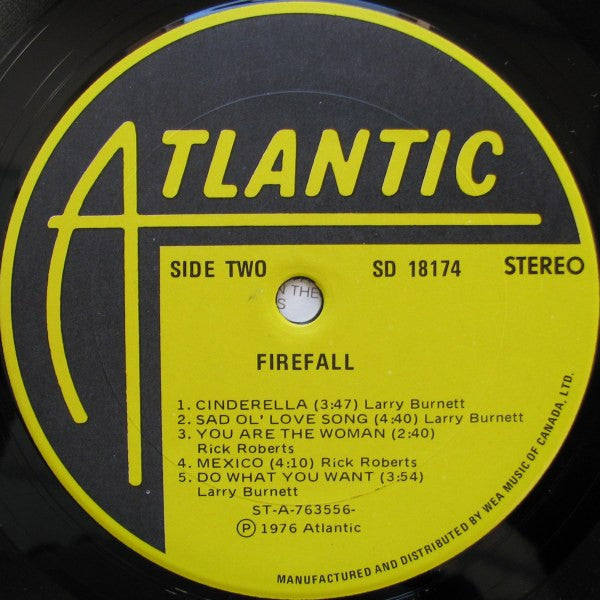 ATLANTIC
SIDE TWO SD 18174 STEREO
N THE
S
FIREFALL
1. CINDERELLA (3:47) Larry Burnett
2. SAD OL' LOVE SONG (4:40) Larry Burnett
3. YOU ARE THE WOMAN (2:40)
Rick Roberts
4. MEXICO (4:10) Rick Roberts
5. DO WHAT YOU WANT (3:54)
Larry Burnett
ST-A-763556-
Ⓟ 1976 Atlantic
MANUFACTURED AND DISTRIBUTED BY WEA MUSIC OF CANADA, LTD.